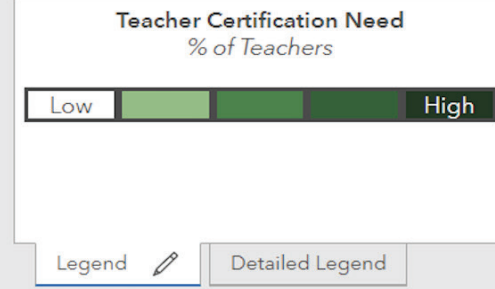 Teacher Certification Need
% of Teachers
Low High
Legend Detailed Legend